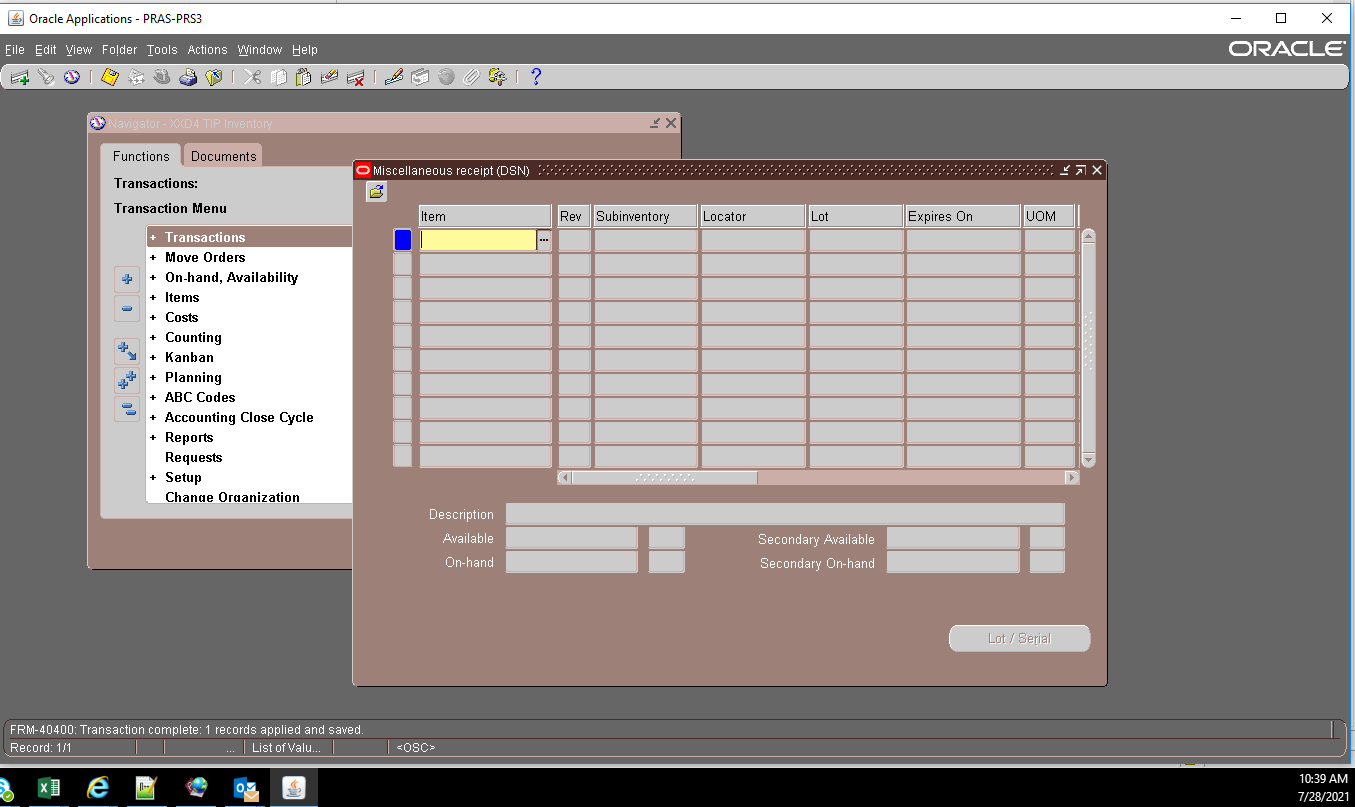 Oracle Applications - PRAS-PRS3
File Edit View Folder Tools Actions Window Help
ORACLE
Navigator - XXD4 TIP Inventory
Functions Documents
Transactions:
Transaction Menu
+ Transactions
+ Move Orders
+ On-hand, Availability
+ Items
+ Costs
+ Counting
+ Kanban
+ Planning
+ ABC Codes
+ Accounting Close Cycle
+ Reports
Requests
+ Setup
Change Organization
Miscellaneous receipt (DSN)
Item Rev Subinventory Locator Lot Expires On UOM
Description
Available Secondary Available
On-hand Secondary On-hand
Lot / Serial
FRM-40400: Transaction complete: 1 records applied and saved.
Record: 1/1 ... List of Valu... <OSC>
10:39 AM
7/28/2021